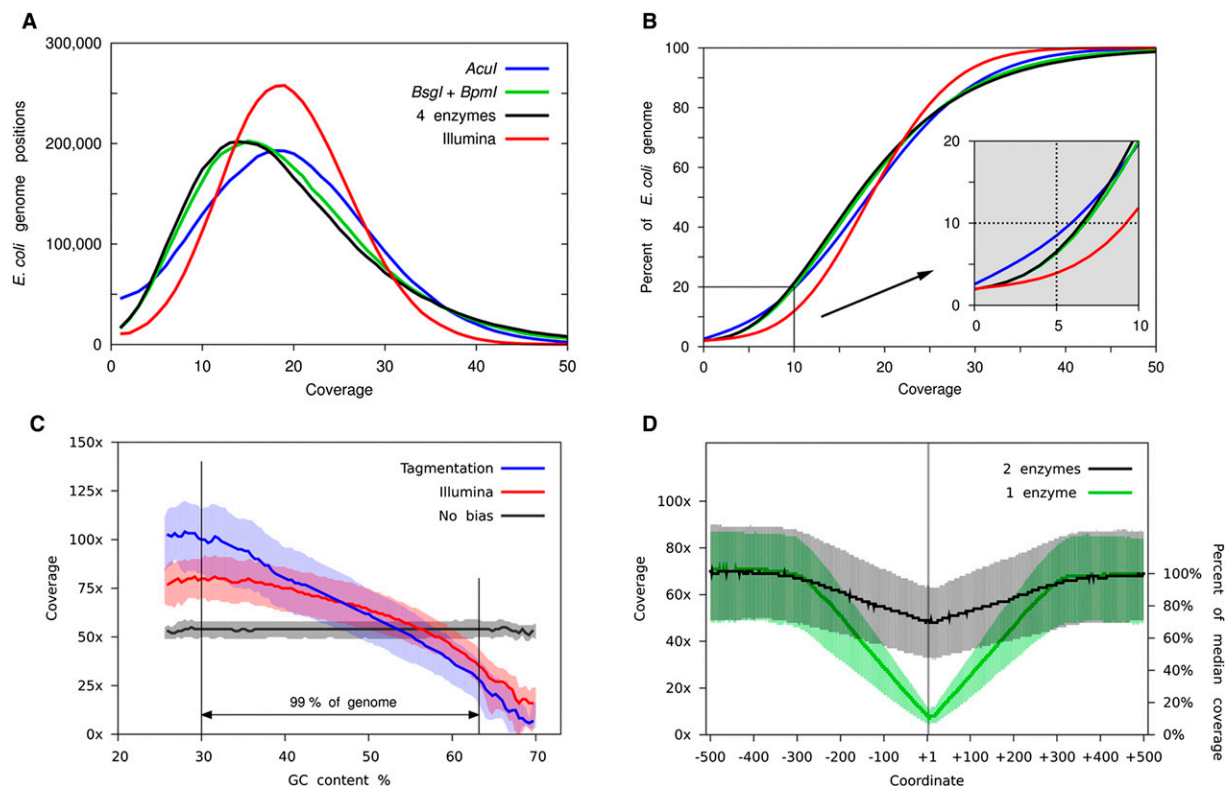 A
E. coli genome positions
300,000
200,000
100,000
0
AcuI
BsgI + BpmI
4 enzymes
Illumina
0 10 20 30 40 50
Coverage
B
Percent of E. coli genome
100
80
60
40
20
0
20
10
0
0 5 10
0 10 20 30 40 50
Coverage
C
Coverage
150x
125x
100x
75x
50x
25x
0x
Tagmentation
Illumina
No bias
99 % of genome
20 30 40 50 60 70
GC content %
D
Coverage
100x
80x
60x
40x
20x
0x
2 enzymes
1 enzyme
100%
80%
60%
40%
20%
0%
Percent of median coverage
-500 -400 -300 -200 -100 +1 +100 +200 +300 +400 +500
Coordinate